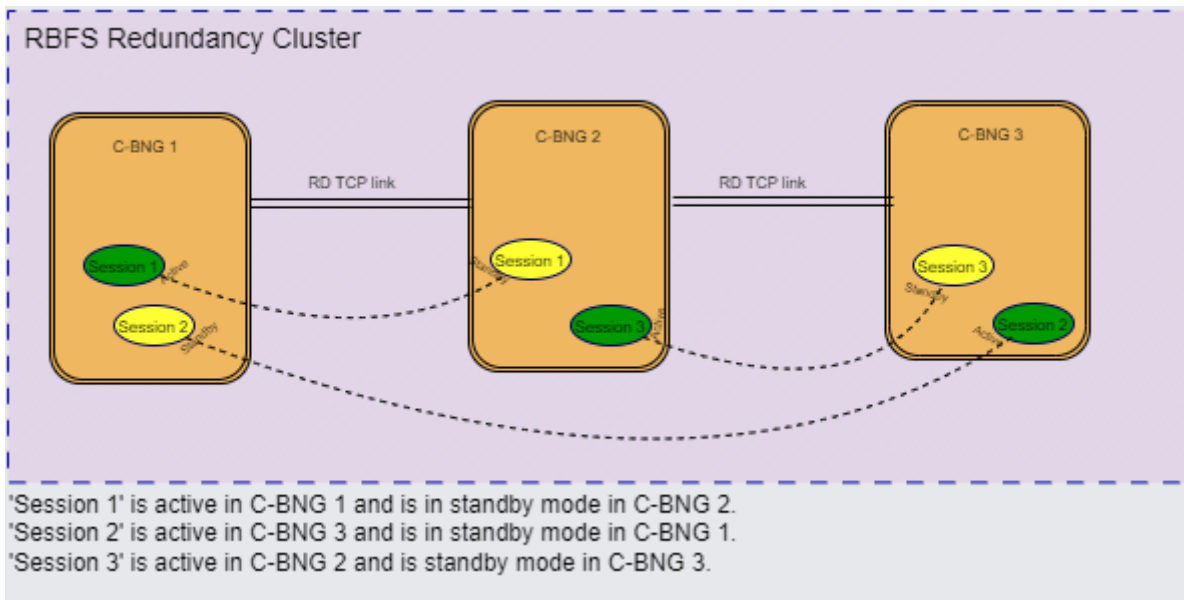 RBFS Redundancy Cluster
C-BNG 1
C-BNG 2
C-BNG 3
RD TCP link
RD TCP link
Session 1
Active
Standby
Session 1
Session 3
Standby
Session 2
Standby
Session 3
Active
Active
Session 2
'Session 1' is active in C-BNG 1 and is in standby mode in C-BNG 2.
'Session 2' is active in C-BNG 3 and is in standby mode in C-BNG 1.
'Session 3' is active in C-BNG 2 and is standby mode in C-BNG 3.